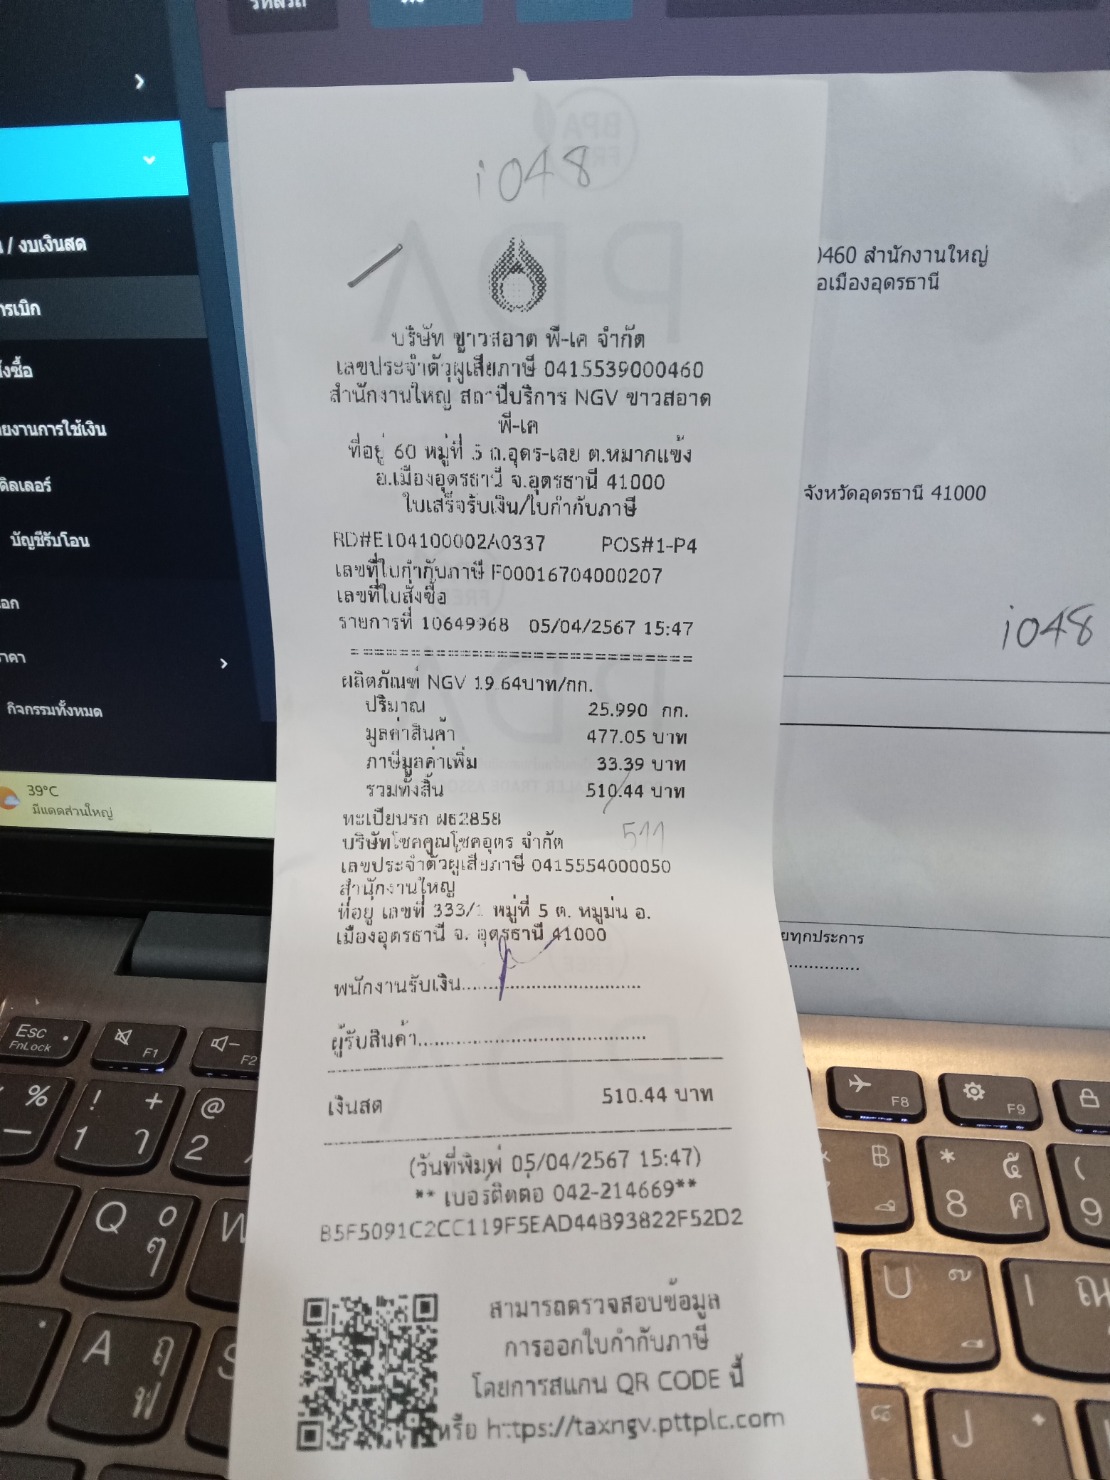 รหัสรถ
/ งบเงินสด
ารเบิก
งซื้อ
ยงานการใช้เงิน
ดีลเลอร์
บัญชีรับโอน
อก
ราคา
กิจกรรมทั้งหมด
39°C
มีแดดส่วนใหญ่
i048
BPA
FREE
PDA
บริษัท ขาวสอาด พี-เค จำกัด
เลขประจำตัวผู้เสียภาษี 0415539000460
สำนักงานใหญ่ สถานีบริการ NGV ขาวสอาด
พี-เค
ที่อยู่ 60 หมู่ที่ 5 ถ.อุดร-เลย ต.หมากแข้ง
อ.เมืองอุดรธานี จ.อุดรธานี 41000
ใบเสร็จรับเงิน/ใบกำกับภาษี
RD#E104100002A0337 POS#1-P4
เลขที่ใบกำกับภาษี F00016704000207
เลขที่ใบสั่งซื้อ
รายการที่ 10649968 05/04/2567 15:47
============================
ผลิตภัณฑ์ NGV 19.64บาท/กก.
ปริมาณ 25.990 กก.
มูลค่าสินค้า 477.05 บาท
ภาษีมูลค่าเพิ่ม 33.39 บาท
รวมทั้งสิ้น 510.44 บาท
511
ทะเบียนรถ ผธ2858
บริษัทโชคคูณโชคอุดร จำกัด
เลขประจำตัวผู้เสียภาษี 0415554000050
สำนักงานใหญ่
ที่อยู่ เลขที่ 333/1 หมู่ที่ 5 ต. หมูม่น อ.
เมืองอุดรธานี จ. อุดรธานี 41000
พนักงานรับเงิน..............................
ผู้รับสินค้า..............................
เงินสด 510.44 บาท
(วันที่พิมพ์ 05/04/2567 15:47)
** เบอร์ติดต่อ 042-214669**
B5F5091C2CC119F5EAD44B93822F52D2
สามารถตรวจสอบข้อมูล
การออกใบกำกับภาษี
โดยการสแกน QR CODE นี้
หรือ https://taxngv.pttplc.com
0460 สำนักงานใหญ่
อเมืองอุดรธานี
จังหวัดอุดรธานี 41000
i048
ยทุกประการ
..............
Esc
FnLock
F1
F2
F8
F9
% ! + @
1 ๅ 2
* ๕ (
8 ค 9
Q ๐
ๆ
A ฤ
ฟ
S
U
I ณ
J